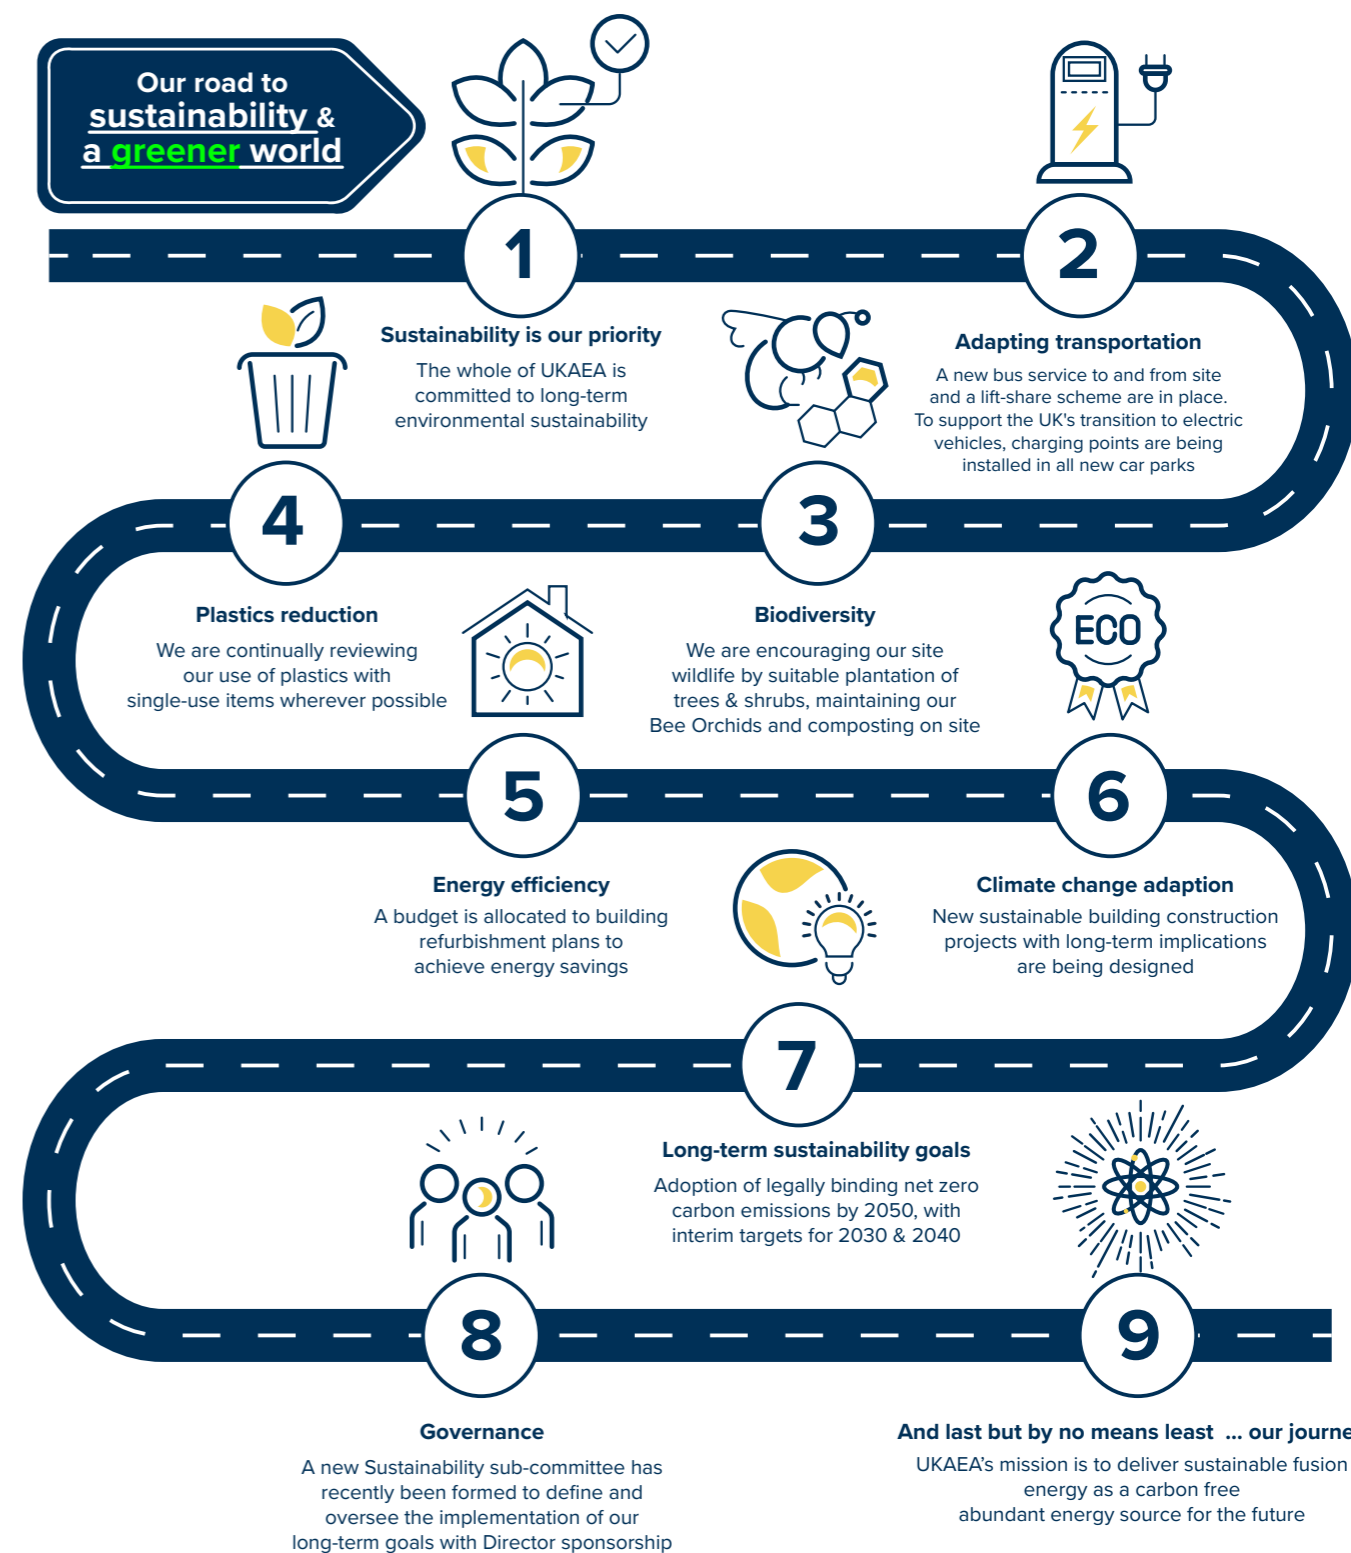 Our road to
sustainability &
a greener world
1
Sustainability is our priority
The whole of UKAEA is
committed to long-term
environmental sustainability
2
Adapting transportation
A new bus service to and from site
and a lift-share scheme are in place.
To support the UK's transition to electric
vehicles, charging points are being
installed in all new car parks
3
Biodiversity
We are encouraging our site
wildlife by suitable plantation of
trees & shrubs, maintaining our
Bee Orchids and composting on site
4
Plastics reduction
We are continually reviewing
our use of plastics with
single-use items wherever possible
5
Energy efficiency
A budget is allocated to building
refurbishment plans to
achieve energy savings
ECO
6
Climate change adaption
New sustainable building construction
projects with long-term implications
are being designed
7
Long-term sustainability goals
Adoption of legally binding net zero
carbon emissions by 2050, with
interim targets for 2030 & 2040
8
Governance
A new Sustainability sub-committee has
recently been formed to define and
oversee the implementation of our
long-term goals with Director sponsorship
9
And last but by no means least ... our journe
UKAEA’s mission is to deliver sustainable fusion
energy as a carbon free
abundant energy source for the future